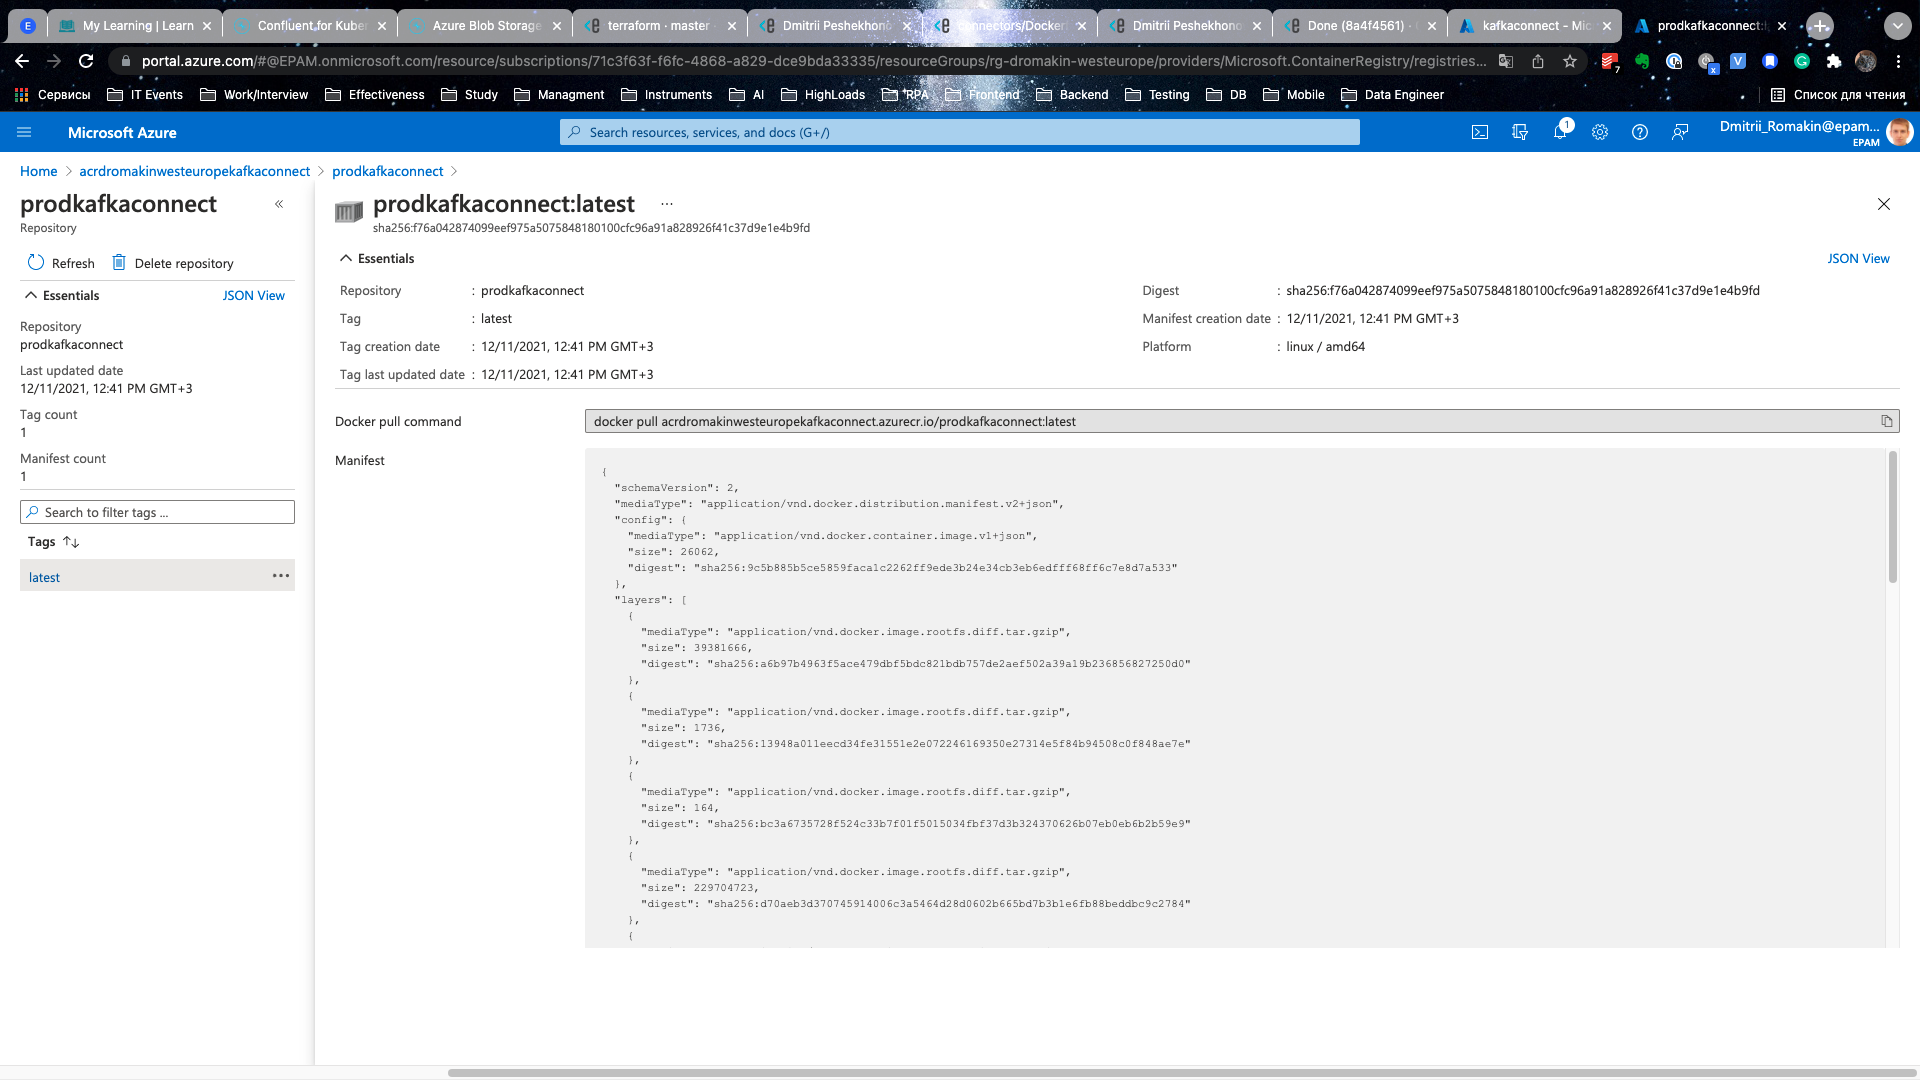 My Learning | Learn
Confluent for Kuber
Azure Blob Storage
terraform · master ·
Dmitrii Peshekhono
connectors/Docker
Dmitrii Peshekhono
Done (8a4f4561) ·
kafkaconnect - Mic
prodkafkaconnect:l
portal.azure.com/#@EPAM.onmicrosoft.com/resource/subscriptions/71c3f63f-f6fc-4868-a829-dce9bda33335/resourceGroups/rg-dromakin-westeurope/providers/Microsoft.ContainerRegistry/registries...
7
Сервисы IT Events Work/Interview Effectiveness Study Managment Instruments AI HighLoads RPA Frontend Backend Testing DB Mobile Data Engineer Список для чтения
Microsoft Azure
Search resources, services, and docs (G+/)
1
Dmitrii_Romakin@epam...
EPAM
Home > acrdromakinwesteuropekafkaconnect > prodkafkaconnect >
prodkafkaconnect
Repository
Refresh Delete repository
Essentials JSON View
Repository
prodkafkaconnect
Last updated date
12/11/2021, 12:41 PM GMT+3
Tag count
1
Manifest count
1
Search to filter tags ...
Tags
latest
prodkafkaconnect:latest ...
sha256:f76a042874099eef975a5075848180100cfc96a91a828926f41c37d9e1e4b9fd
Essentials JSON View
Repository : prodkafkaconnect
Tag : latest
Tag creation date : 12/11/2021, 12:41 PM GMT+3
Tag last updated date : 12/11/2021, 12:41 PM GMT+3
Digest : sha256:f76a042874099eef975a5075848180100cfc96a91a828926f41c37d9e1e4b9fd
Manifest creation date : 12/11/2021, 12:41 PM GMT+3
Platform : linux / amd64
Docker pull command
docker pull acrdromakinwesteuropekafkaconnect.azurecr.io/prodkafkaconnect:latest
Manifest
{
"schemaVersion": 2,
"mediaType": "application/vnd.docker.distribution.manifest.v2+json",
"config": {
"mediaType": "application/vnd.docker.container.image.v1+json",
"size": 26062,
"digest": "sha256:9c5b885b5ce5859faca1c2262ff9ede3b24e34cb3eb6edfff68ff6c7e8d7a533"
},
"layers": [
{
"mediaType": "application/vnd.docker.image.rootfs.diff.tar.gzip",
"size": 39381666,
"digest": "sha256:a6b97b4963f5ace479dbf5bdc821bdb757de2aef502a39a19b236856827250d0"
},
{
"mediaType": "application/vnd.docker.image.rootfs.diff.tar.gzip",
"size": 1736,
"digest": "sha256:13948a011eecd34fe31551e2e072246169350e27314e5f84b94508c0f848ae7e"
},
{
"mediaType": "application/vnd.docker.image.rootfs.diff.tar.gzip",
"size": 164,
"digest": "sha256:bc3a6735728f524c33b7f01f5015034fbf37d3b324370626b07eb0eb6b2b59e9"
},
{
"mediaType": "application/vnd.docker.image.rootfs.diff.tar.gzip",
"size": 229704723,
"digest": "sha256:d70aeb3d370745914006c3a5464d28d0602b665bd7b3b1e6fb88beddbc9c2784"
},
{